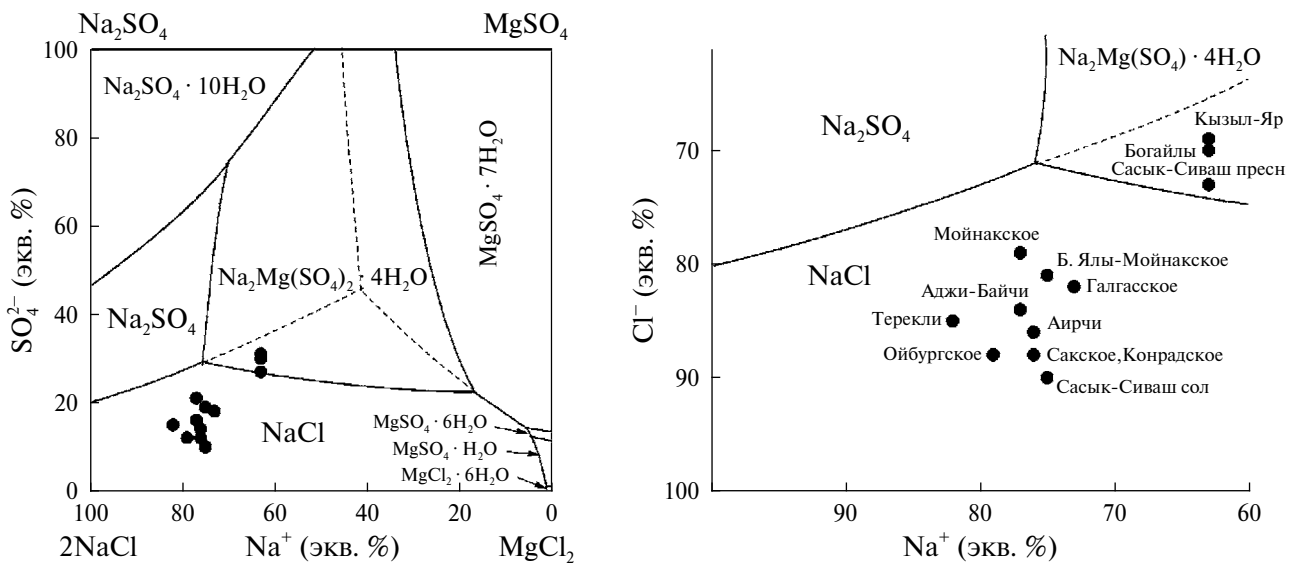 Na₂SO₄
MgSO₄
100
Na₂SO₄ · 10H₂O
80
MgSO₄ · 7H₂O
60
SO₄²⁻ (экв. %)
40
Na₂Mg(SO₄)₂ · 4H₂O
Na₂SO₄
20
NaCl
MgSO₄ · 6H₂O
MgSO₄ · H₂O
MgCl₂ · 6H₂O
0
100
80
60
40
20
0
2NaCl
Na⁺ (экв. %)
MgCl₂
Na₂Mg(SO₄) · 4H₂O
Na₂SO₄
Кызыл-Яр
70
Богайлы
Сасык-Сиваш пресн
Cl⁻ (экв. %)
Мойнакское
80
NaCl
Б. Ялы-Мойнакское
Галгасское
Аджи-Байчи
Терекли
Аирчи
Ойбургское
Сакское,Конрадское
90
Сасык-Сиваш сол
100
90
80
70
60
Na⁺ (экв. %)